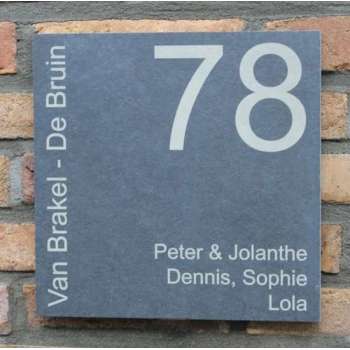 Van Brakel - De Bruin
78
Peter & Jolanthe
Dennis, Sophie
Lola